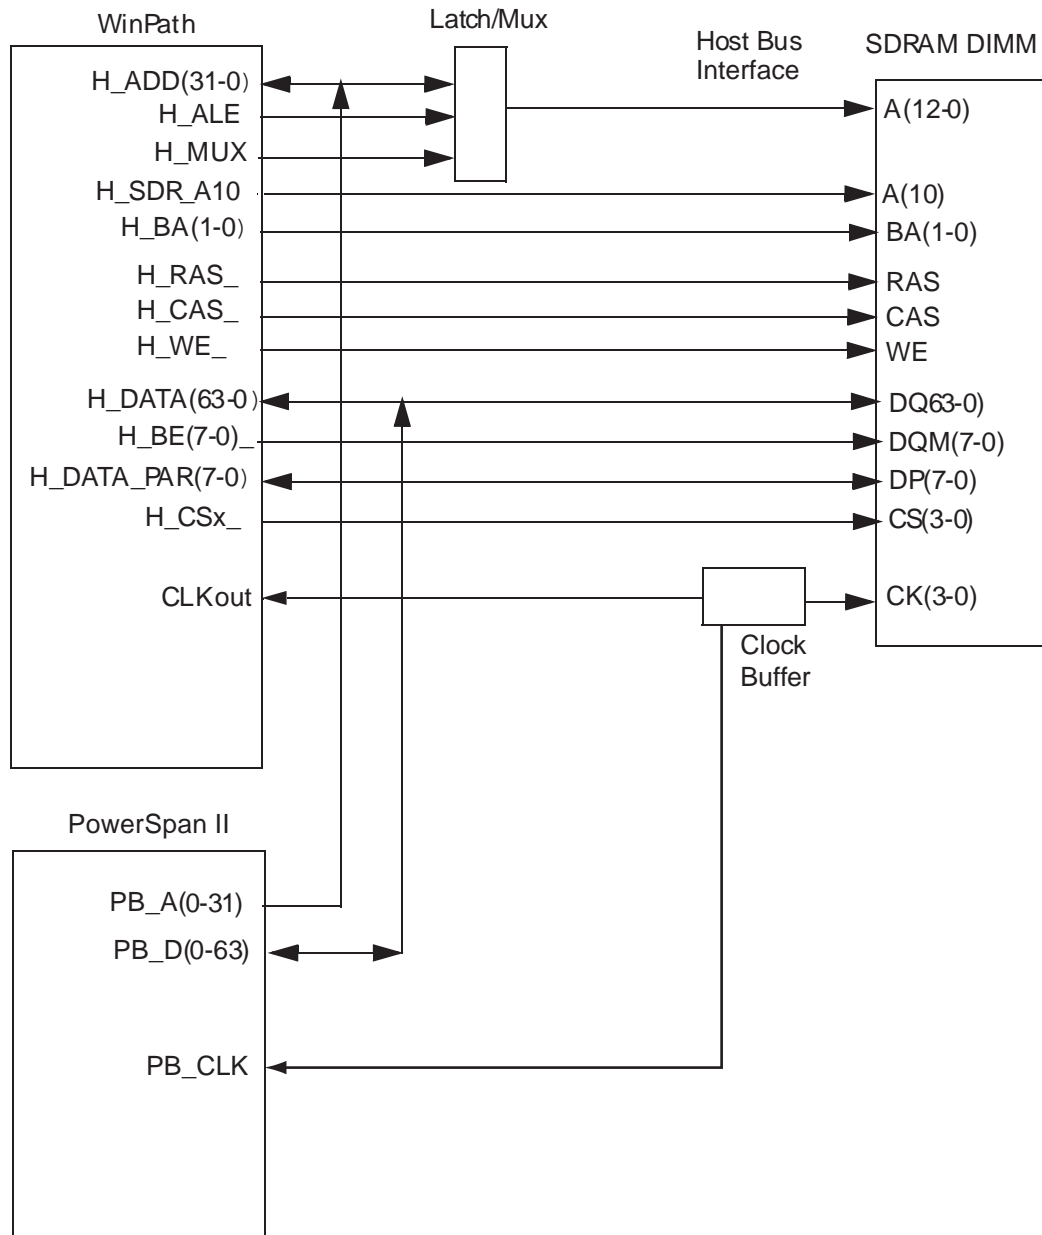 WinPath
Latch/Mux
Host Bus
Interface
SDRAM DIMM
H_ADD(31-0)
H_ALE
H_MUX
H_SDR_A10
H_BA(1-0)
H_RAS_
H_CAS_
H_WE_
H_DATA(63-0)
H_BE(7-0)_
H_DATA_PAR(7-0)
H_CSx_
CLKout
A(12-0)
A(10)
BA(1-0)
RAS
CAS
WE
DQ63-0)
DQM(7-0)
DP(7-0)
CS(3-0)
CK(3-0)
Clock
Buffer
PowerSpan II
PB_A(0-31)
PB_D(0-63)
PB_CLK